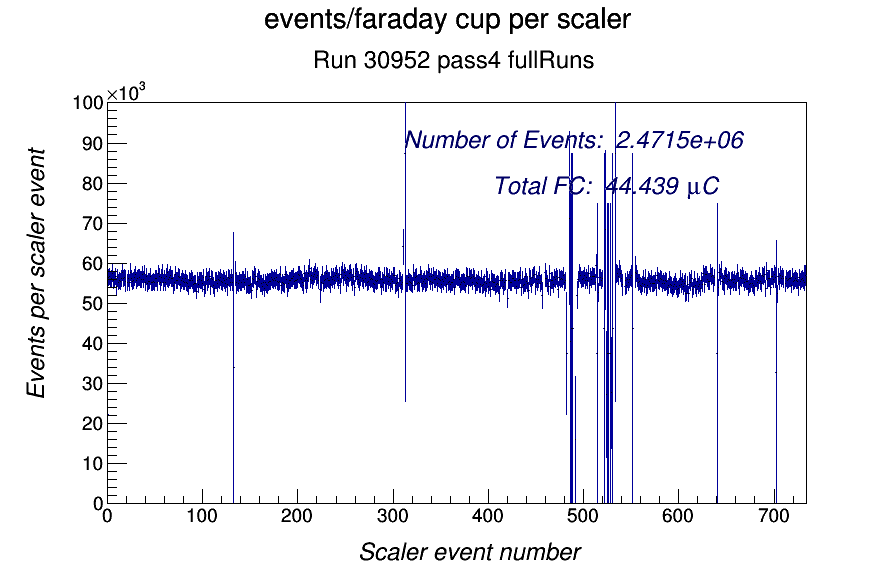 events/faraday cup per scaler
Run 30952 pass4 fullRuns
×10³
100
90
80
70
60
50
40
30
20
10
0
Number of Events: 2.4715e+06
Total FC: 44.439 μC
Events per scaler event
0 100 200 300 400 500 600 700
Scaler event number